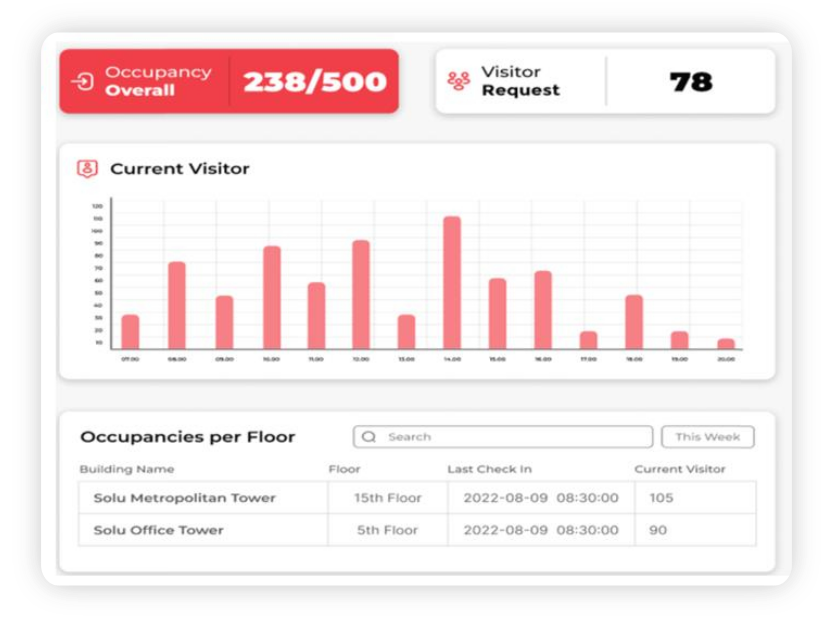 Occupancy
Overall
238/500
Visitor
Request
78
Current Visitor
120
110
100
90
80
70
60
50
40
30
20
10
07.00 08.00 09.00 10.00 11.00 12.00 13.00 14.00 15.00 16.00 17.00 18.00 19.00 20.00
Occupancies per Floor
Search
This Week
Building Name Floor Last Check In Current Visitor
Solu Metropolitan Tower 15th Floor 2022-08-09 08:30:00 105
Solu Office Tower 5th Floor 2022-08-09 08:30:00 90